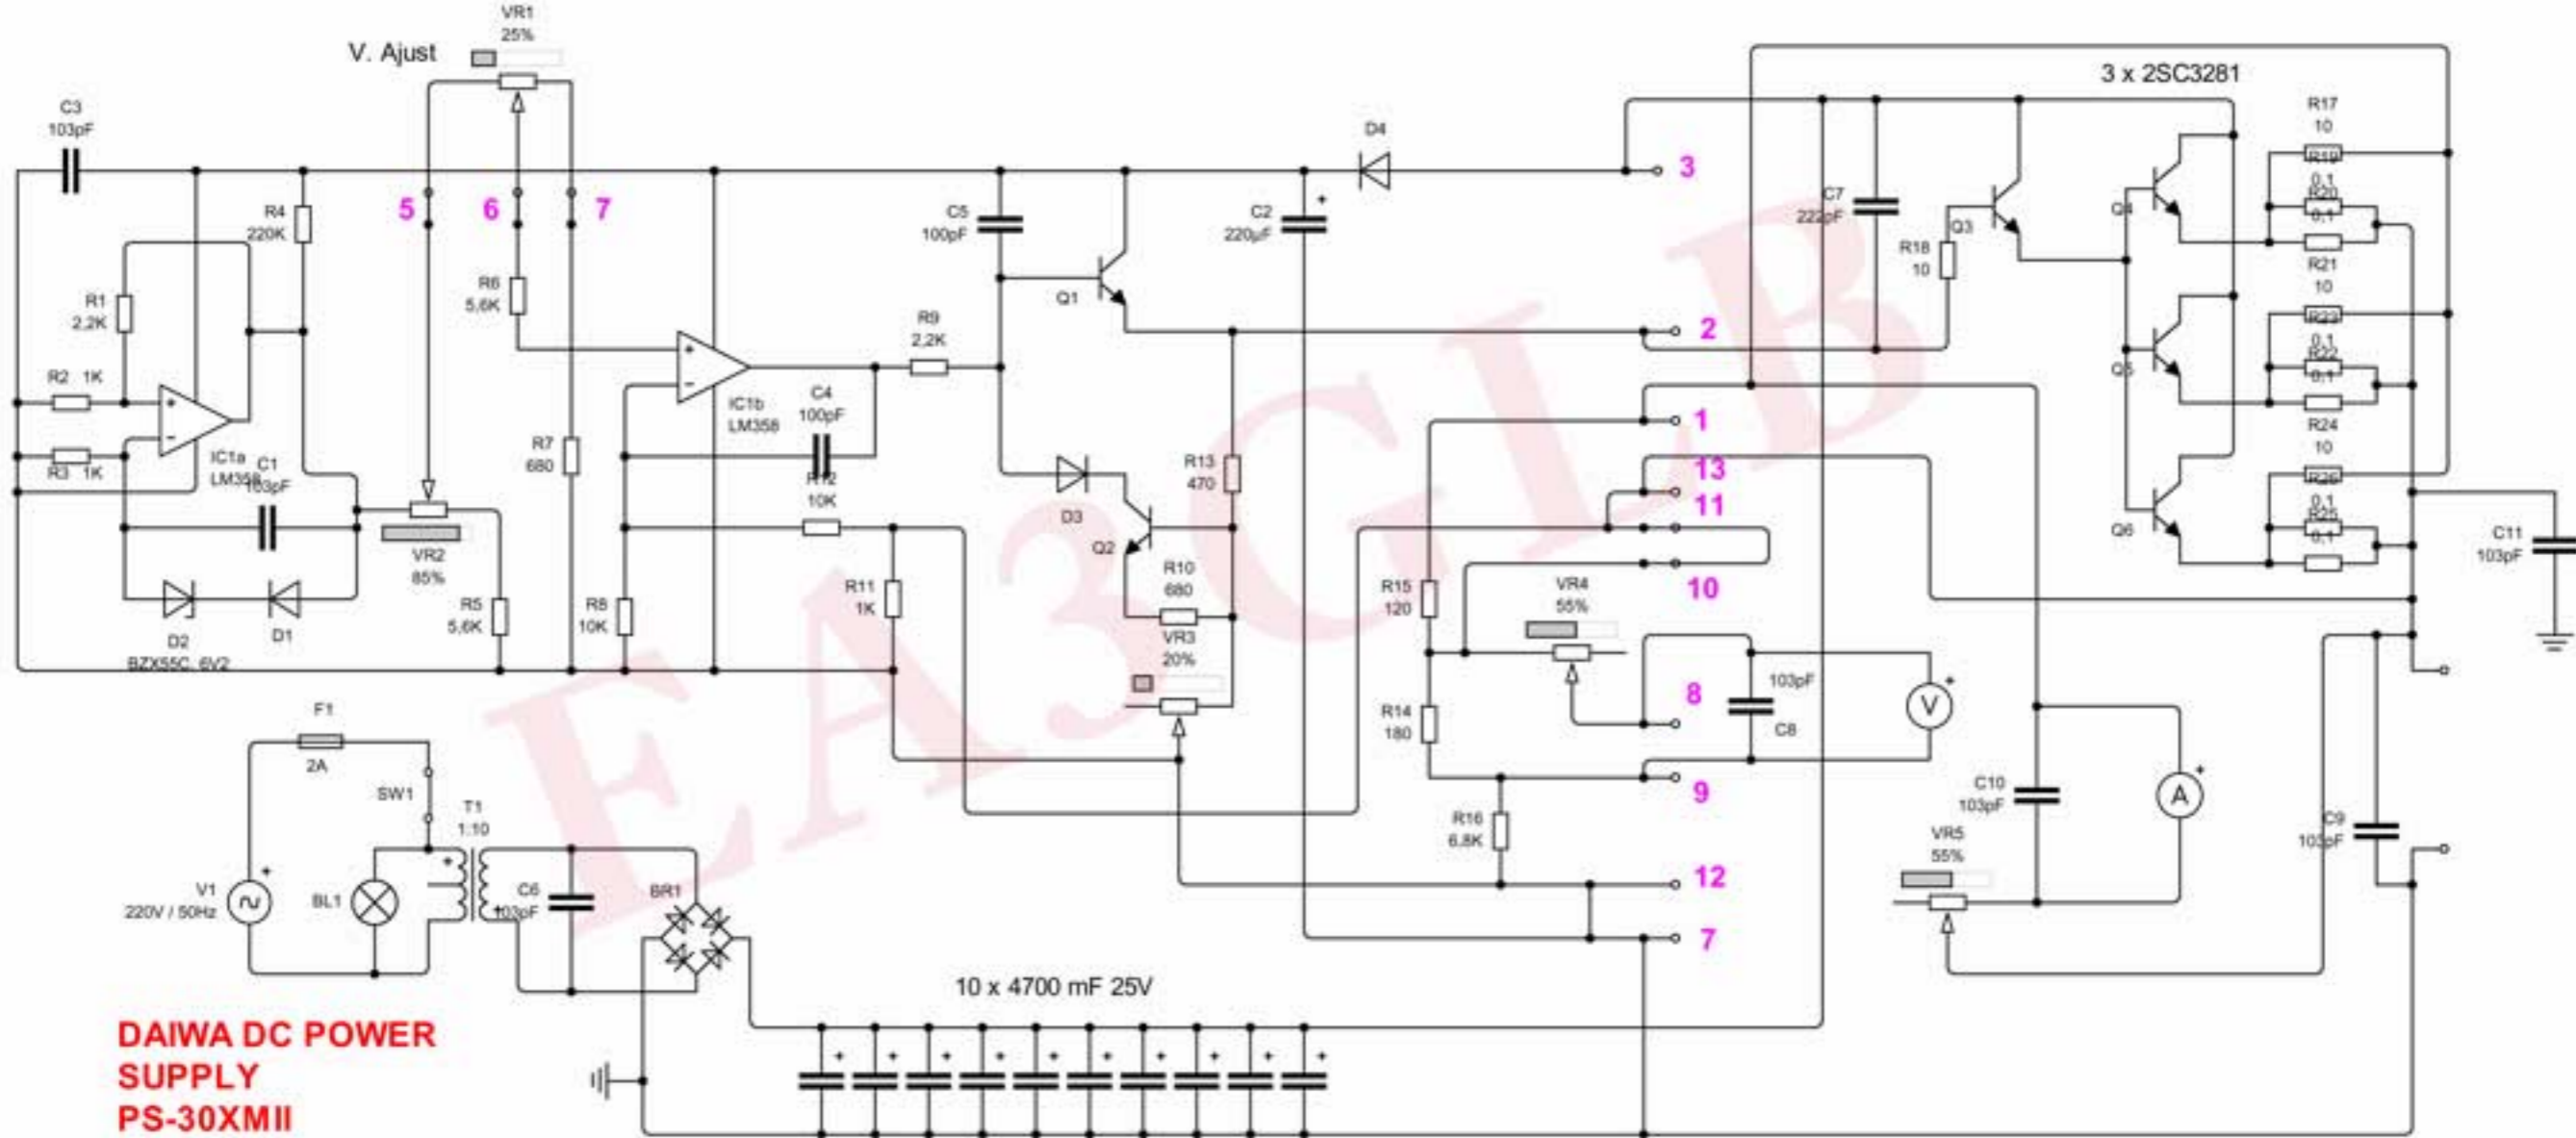 VR1
25%
V. Ajust
C3
103pF
R4
220K
R1
2,2K
R2 1K
R3 1K
IC1a
LM358
C1
103pF
D2
BZX55C, 6V2
D1
5
6
7
R6
5,6K
R7
680
VR2
85%
R5
5,6K
R8
10K
IC1b
LM358
C4
100pF
R12
10K
R9
2,2K
R11
1K
C5
100pF
Q1
D3
Q2
R13
470
R10
680
VR3
20%
C2
220µF
D4
3
2
1
13
11
10
8
9
12
7
R15
120
R14
180
R16
6,8K
VR4
55%
103pF
C8
V
+
C7
222pF
R18
10
Q3
3 x 2SC3281
Q4
Q5
Q6
R17
10
R19
0,1
R20
0,1
R21
10
R23
0,1
R22
0,1
R24
10
R26
0,1
R25
0,1
C11
103pF
C10
103pF
A
+
VR5
55%
C9
103pF
F1
2A
SW1
T1
1:10
V1
220V / 50Hz
BL1
C6
103pF
BR1
10 x 4700 mF 25V
DAIWA DC POWER
SUPPLY
PS-30XMII
EA3GLB